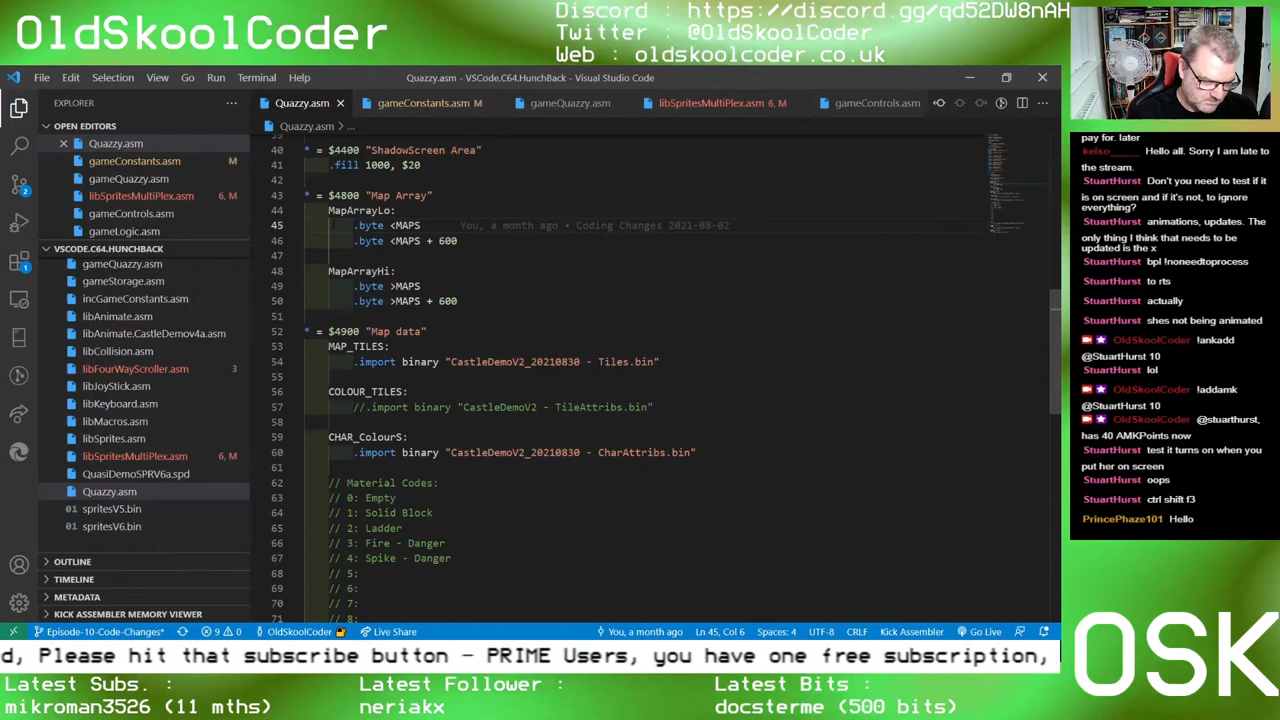 OldSkoolCoder
Discord : https://discord.gg/qd52DW8nAH
Twitter : @OldSkoolCoder
Web : oldskoolcoder.co.uk
File Edit Selection View Go Run Terminal Help
Quazzy.asm - VSCode.C64.HunchBack - Visual Studio Code
EXPLORER
Quazzy.asm
gameConstants.asm M
gameQuazzy.asm
libSpritesMultiPlex.asm 6, M
gameControls.asm
Quazzy.asm > ...
OPEN EDITORS
Quazzy.asm
gameConstants.asm M
gameQuazzy.asm
libSpritesMultiPlex.asm 6, M
gameControls.asm
gameLogic.asm
VSCODE.C64.HUNCHBACK
gameQuazzy.asm
gameStorage.asm
incGameConstants.asm
libAnimate.asm
libAnimate.CastleDemov4a.asm
libCollision.asm
libFourWayScroller.asm 3
libJoyStick.asm
libKeyboard.asm
libMacros.asm
libSprites.asm
libSpritesMultiPlex.asm 6, M
QuasiDemoSPRV6a.spd
Quazzy.asm
spritesV5.bin
spritesV6.bin
OUTLINE
TIMELINE
METADATA
KICK ASSEMBLER MEMORY VIEWER
2
1
39
40 * = $4400 "ShadowScreen Area"
41 .fill 1000, $20
42
43 * = $4800 "Map Array"
44 MapArrayLo:
45 .byte <MAPS You, a month ago • Coding Changes 2021-08-02
46 .byte <MAPS + 600
47
48 MapArrayHi:
49 .byte >MAPS
50 .byte >MAPS + 600
51
52 * = $4900 "Map data"
53 MAP_TILES:
54 .import binary "CastleDemoV2_20210830 - Tiles.bin"
55
56 COLOUR_TILES:
57 //.import binary "CastleDemoV2 - TileAttribs.bin"
58
59 CHAR_ColourS:
60 .import binary "CastleDemoV2_20210830 - CharAttribs.bin"
61
62 // Material Codes:
63 // 0: Empty
64 // 1: Solid Block
65 // 2: Ladder
66 // 3: Fire - Danger
67 // 4: Spike - Danger
68 // 5:
69 // 6:
70 // 7:
71 // 8:
Episode-10-Code-Changes* 9 0 OldSkoolCoder Live Share You, a month ago Ln 45, Col 6 Spaces: 4 UTF-8 CRLF Kick Assembler Go Live
pay for. later
kelso_____ Hello all. Sorry I am late to
the stream.
StuartHurst Don't you need to test if it
is on screen and if it's not, to ignore
everything?
StuartHurst animations, updates. The
only thing I think that needs to be
updated is the x
StuartHurst bpl !noneedtoprocess
StuartHurst to rts
StuartHurst actually
StuartHurst shes not being animated
OldSkoolCoder !ankadd
@StuartHurst 10
StuartHurst lol
OldSkoolCoder !addamk
@StuartHurst 10
OldSkoolCoder @stuarthurst,
has 40 AMKPoints now
StuartHurst test it turns on when you
put her on screen
StuartHurst oops
StuartHurst ctrl shift f3
PrincePhaze101 Hello
OSK
d, Please hit that subscribe button - PRIME Users, you have one free subscription,
Latest Subs. :
mikroman3526 (11 mths)
Latest Follower :
neriakx
Latest Bits :
docsterme (500 bits)